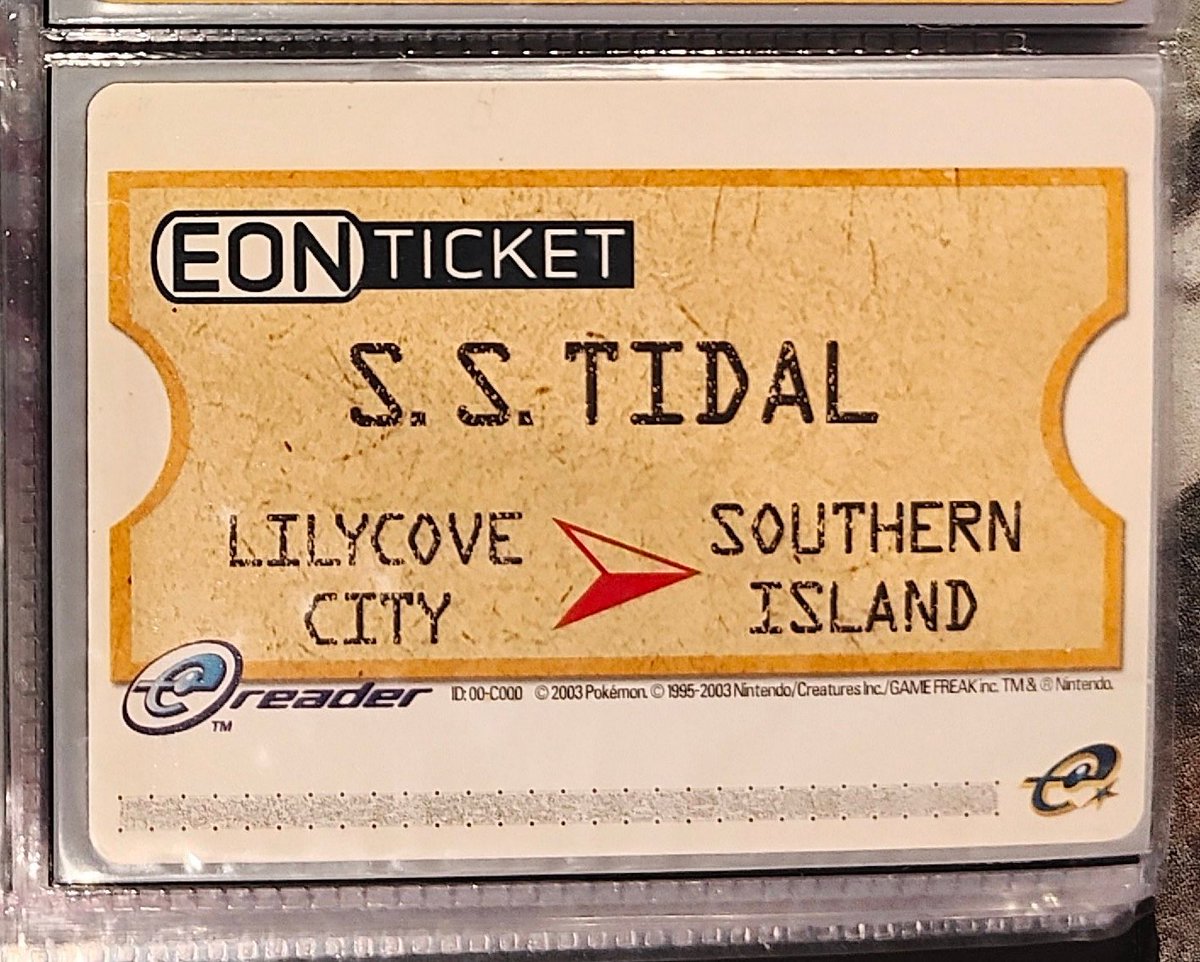 EON TICKET
S.S. TIDAL
LILYCOVE
CITY
SOUTHERN
ISLAND
e reader TM
ID: 00-C000 © 2003 Pokémon. © 1995-2003 Nintendo/Creatures Inc./GAME FREAK inc. TM & ® Nintendo.
e